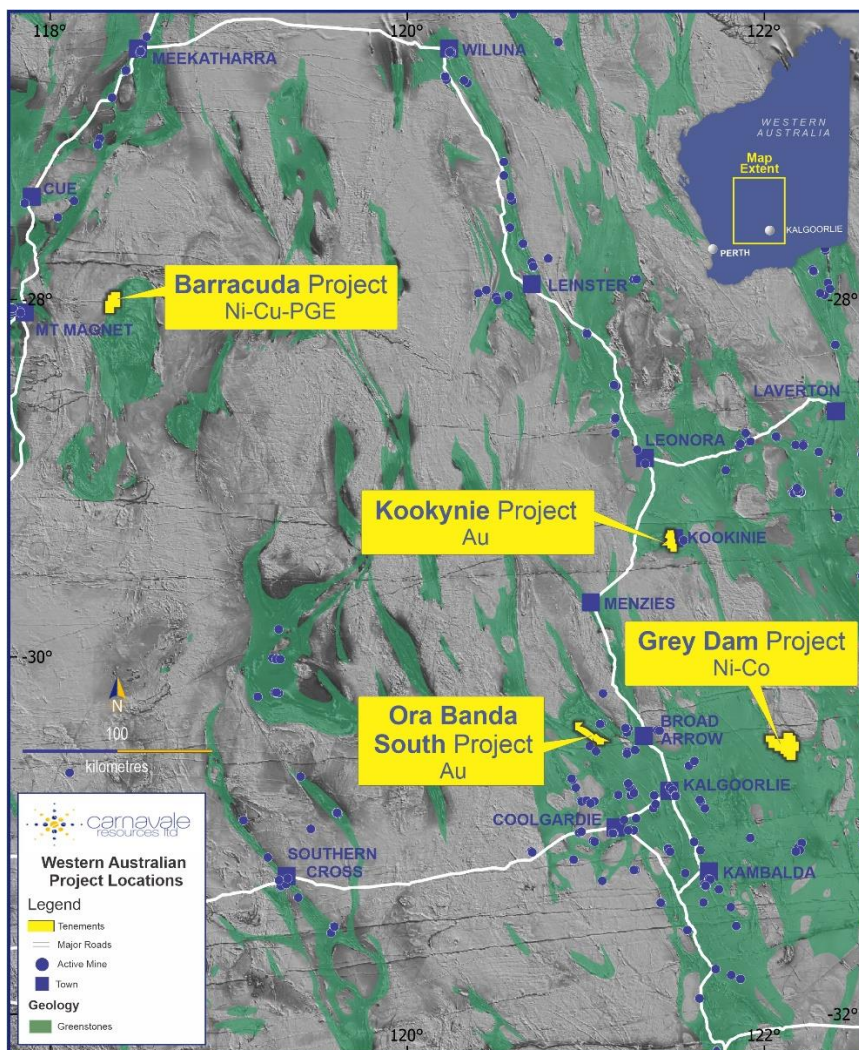 118°
120°
122°
MEEKATHARRA
WILUNA
WESTERN
AUSTRALIA
Map
Extent
KALGOORLIE
PERTH
CUE
Barracuda Project
Ni-Cu-PGE
-28°
-28°
LEINSTER
MT MAGNET
LAVERTON
LEONORA
Kookynie Project
Au
KOOKINIE
MENZIES
Grey Dam Project
Ni-Co
-30°
N
100
kilometres
Ora Banda
South Project
Au
BROAD
ARROW
KALGOORLIE
COOLGARDIE
SOUTHERN
CROSS
KAMBALDA
carnavale
resources ltd
Western Australian
Project Locations
Legend
Tenements
Major Roads
Active Mine
Town
Geology
Greenstones
120°
122°
-32°